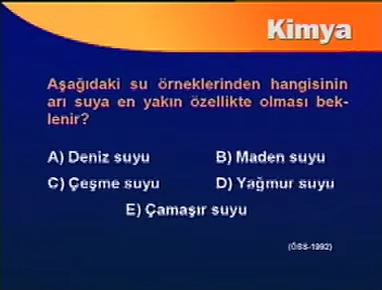 Kimya
Aşağıdaki su örneklerinden hangisinin
arı suya en yakın özellikte olması bek-
lenir?
A) Deniz suyu B) Maden suyu
C) Çeşme suyu D) Yağmur suyu
E) Çamaşır suyu
(ÖSS-1992)